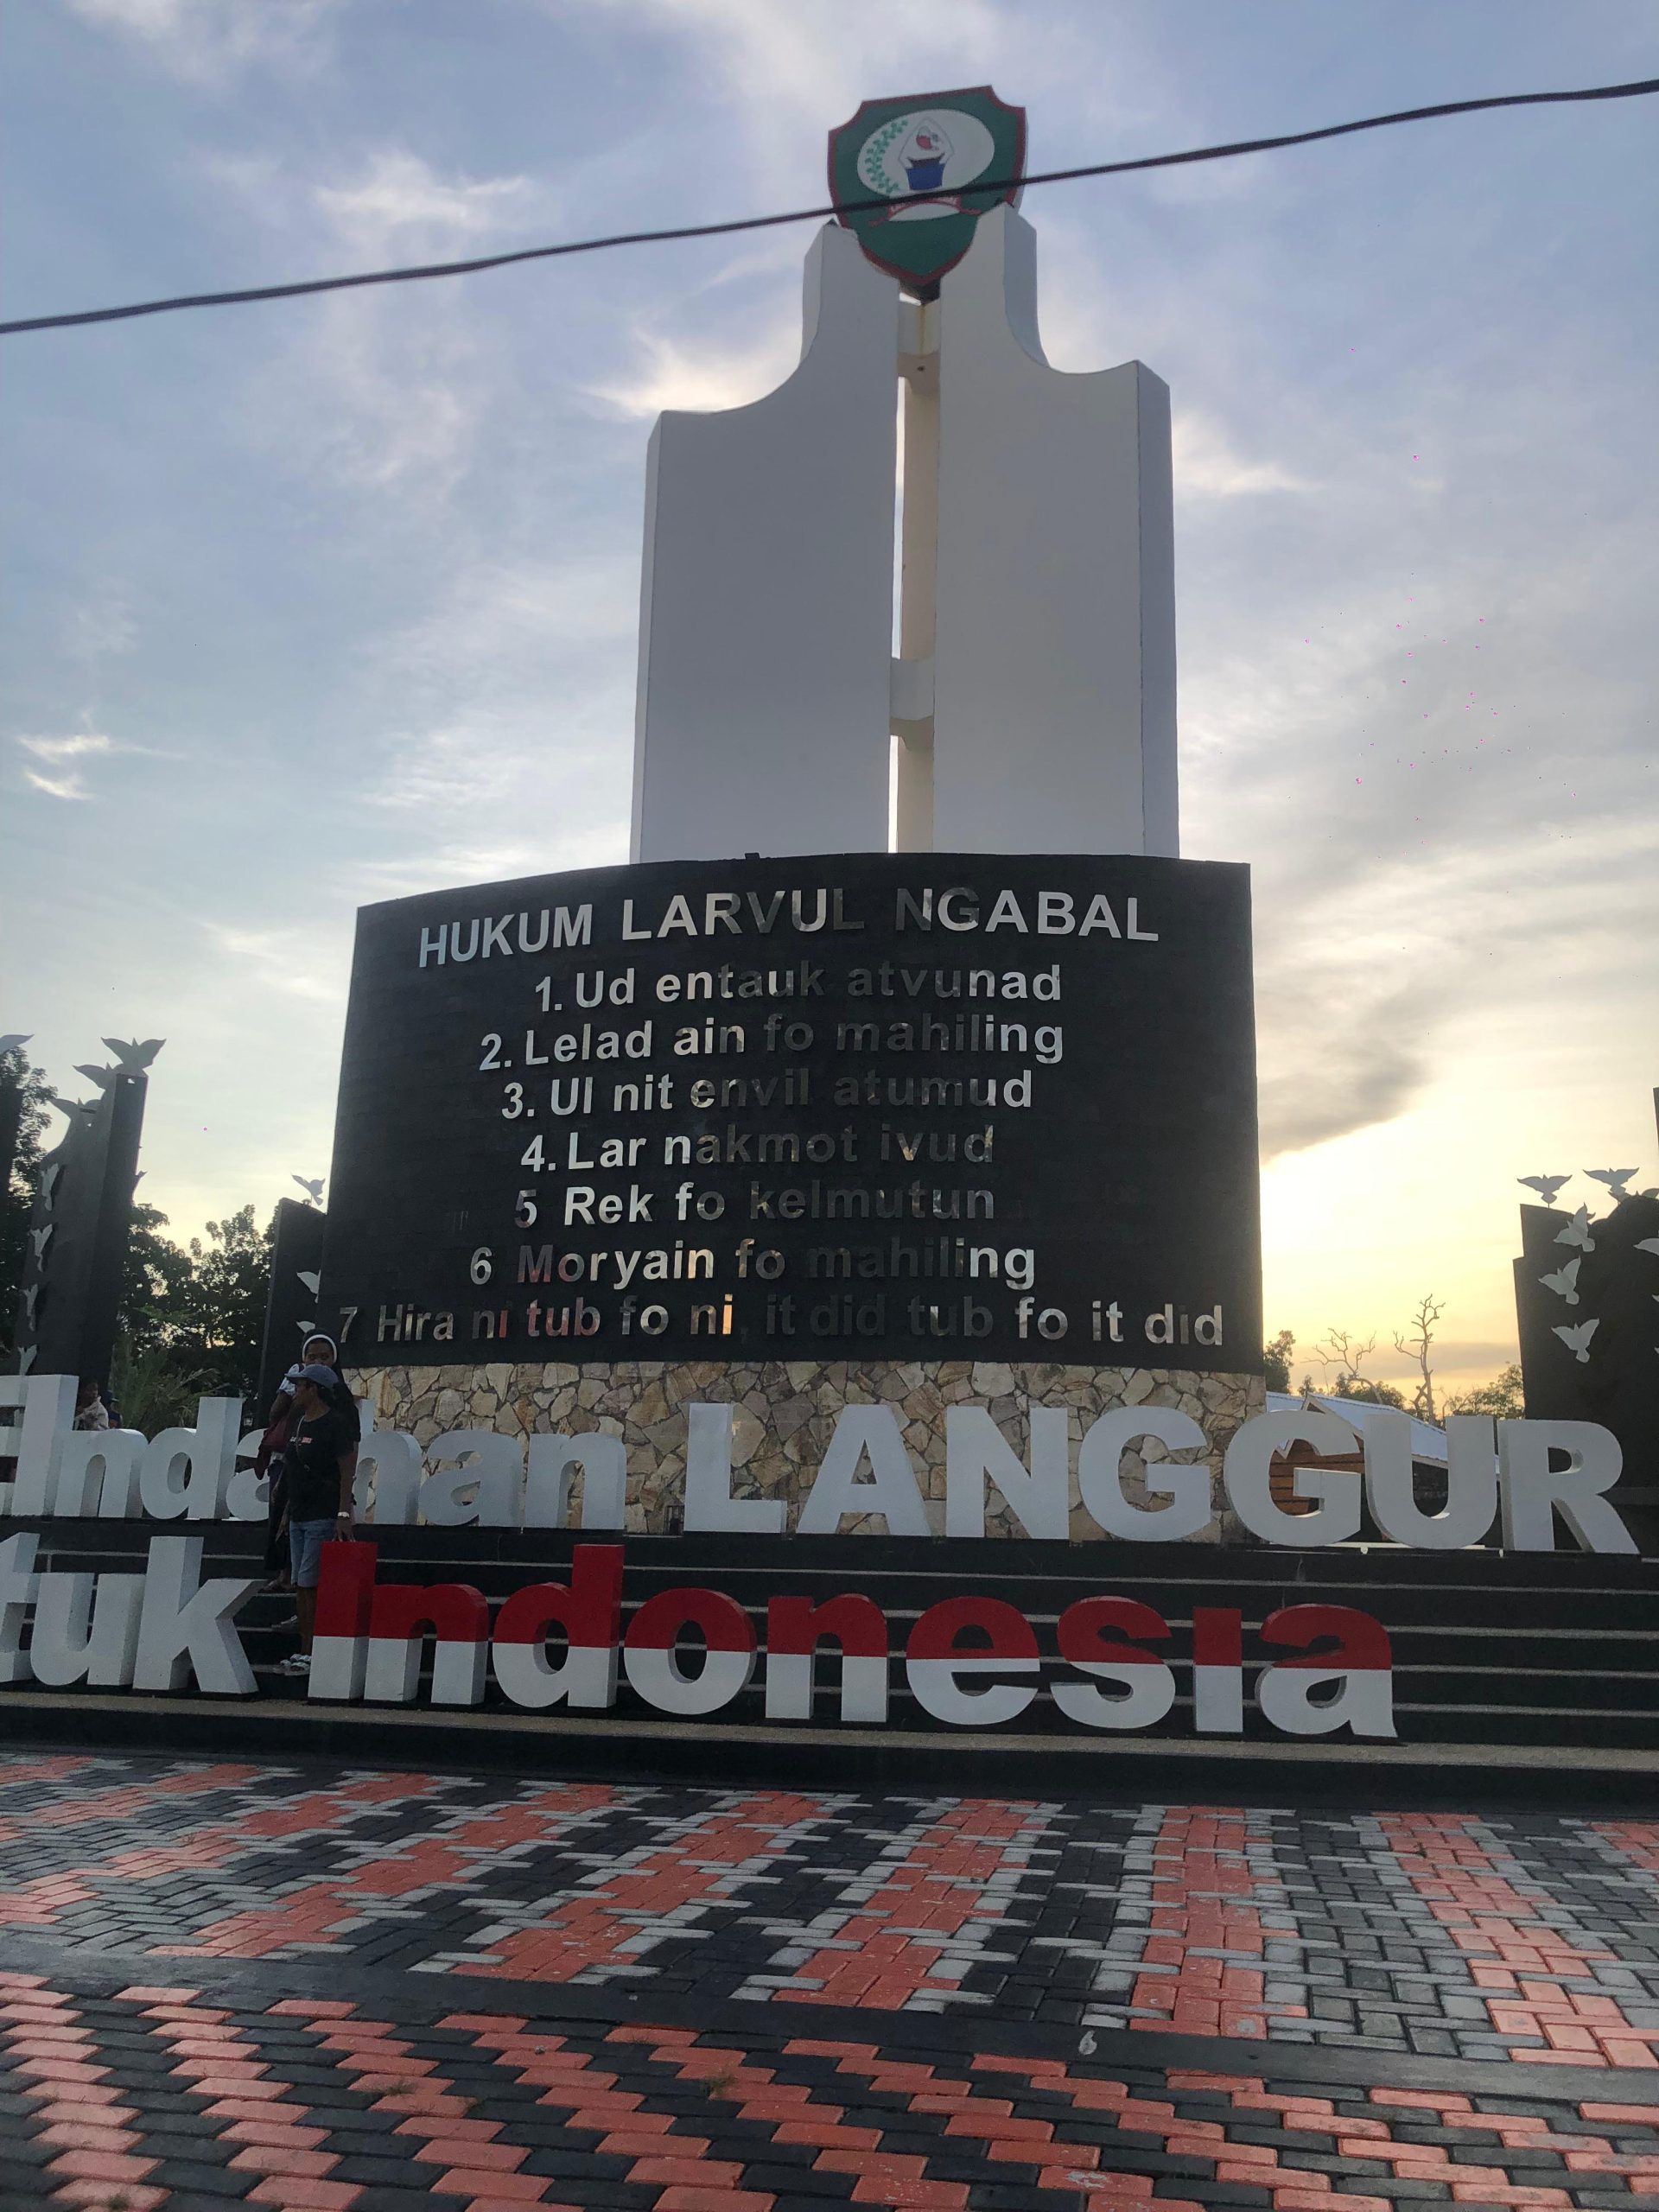 HUKUM LARVUL NGABAL
1. Ud entauk atvunad
2. Lelad ain fo mahiling
3. Ul nit envil atumud
4. Lar nakmot ivud
5 Rek fo kelmutun
6 Moryain fo mahiling
7 Hira ni tub fo ni, it did tub fo it did
LANGGUR
Indonesia